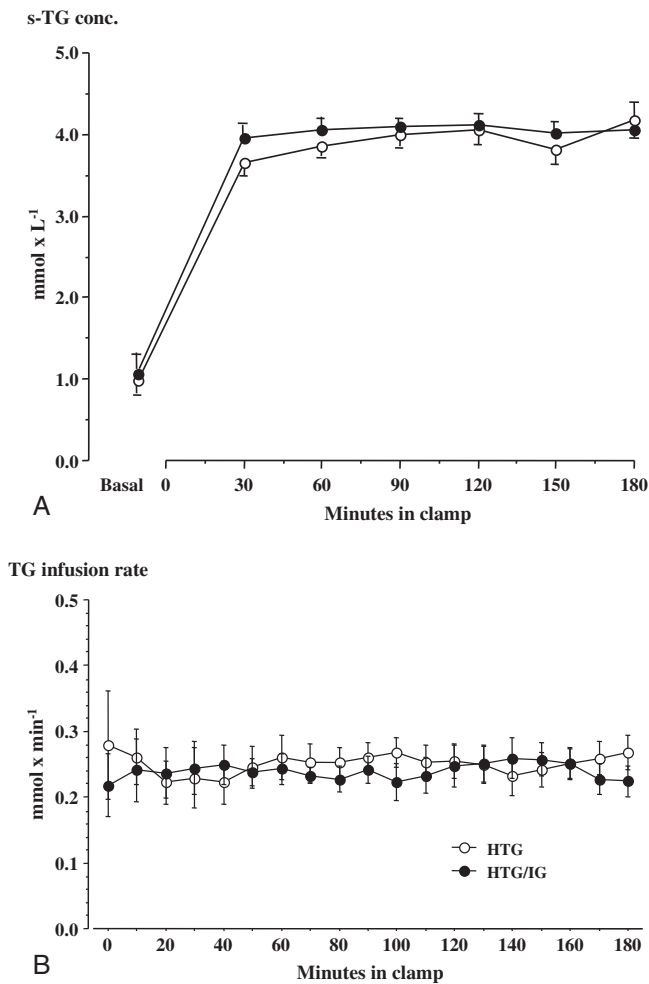 s-TG conc.
5.0
4.0
3.0
2.0
1.0
0.0
mmol x L-1
Basal 0 30 60 90 120 150 180
Minutes in clamp
A
TG infusion rate
0.5
0.4
0.3
0.2
0.1
0.0
mmol x min-1
HTG
HTG/IG
0 20 40 60 80 100 120 140 160 180
Minutes in clamp
B